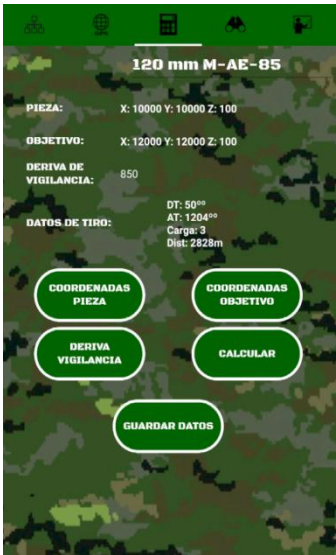 120 mm M-AE-85
PIEZA: X: 10000 Y: 10000 Z: 100
OBJETIVO: X: 12000 Y: 12000 Z: 100
DERIVA DE
VIGILANCIA: 850
DATOS DE TIRO:
DT: 50ºº
AT: 1204ºº
Carga: 3
Dist: 2828m
COORDENADAS
PIEZA
COORDENADAS
OBJETIVO
DERIVA
VIGILANCIA
CALCULAR
GUARDAR DATOS